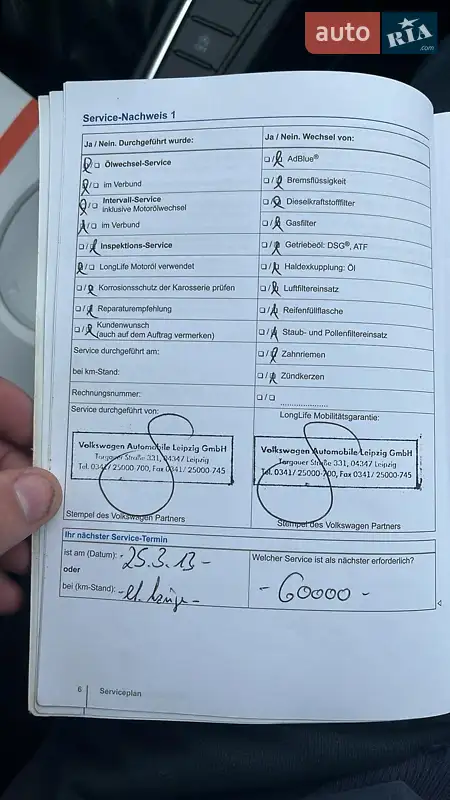 auto RIA .com
Service-Nachweis 1
Ja / Nein. Durchgeführt wurde:
Ölwechsel-Service
im Verbund
Intervall-Service
inklusive Motorölwechsel
im Verbund
Inspektions-Service
LongLife Motoröl verwendet
Korrosionsschutz der Karosserie prüfen
Reparaturempfehlung
Kundenwunsch
(auch auf dem Auftrag vermerken)
Service durchgeführt am:
bei km-Stand:
Rechnungsnummer:
Service durchgeführt von:
Volkswagen Automobile Leipzig GmbH
Torgauer Straße 331, 04347 Leipzig
Tel. 0341/ 25000-700, Fax 0341/ 25000-745
Stempel des Volkswagen Partners
Ja / Nein. Wechsel von:
AdBlue®
Bremsflüssigkeit
Dieselkraftstofffilter
Gasfilter
Getriebeöl: DSG®, ATF
Haldexkupplung: Öl
Luftfiltereinsatz
Reifenfüllflasche
Staub- und Pollenfiltereinsatz
Zahnriemen
Zündkerzen
LongLife Mobilitätsgarantie:
Volkswagen Automobile Leipzig GmbH
Torgauer Straße 331, 04347 Leipzig
Tel. 0341/ 25000-700, Fax 0341/ 25000-745
Stempel des Volkswagen Partners
Ihr nächster Service-Termin
ist am (Datum): - 25.3.13 -
oder
bei (km-Stand):
Welcher Service ist als nächster erforderlich?
- 60000 -
6 Serviceplan